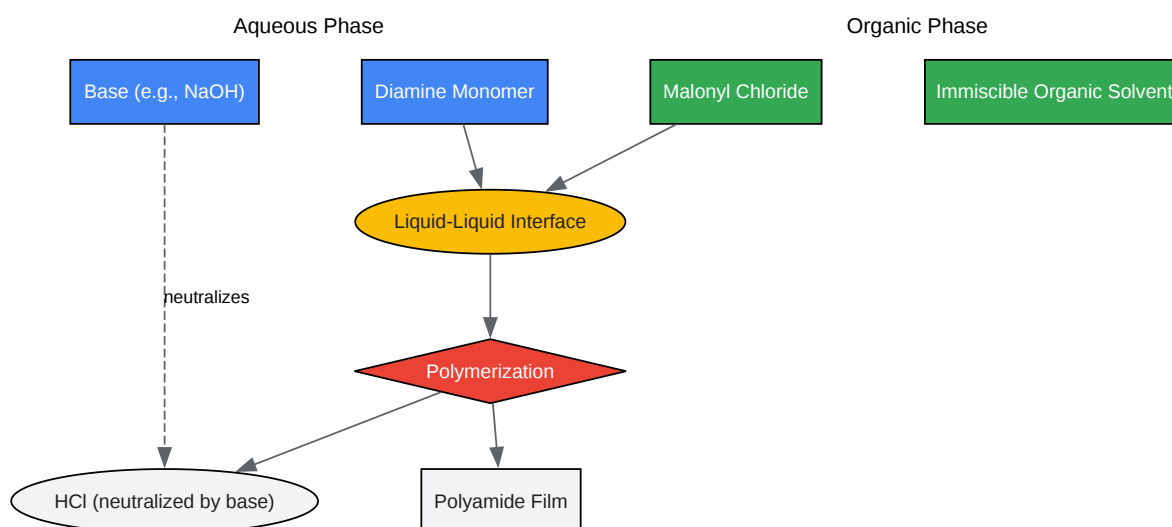 Aqueous Phase
Organic Phase
Base (e.g., NaOH)
Diamine Monomer
Malonyl Chloride
Immiscible Organic Solvent
Liquid-Liquid Interface
neutralizes
Polymerization
HCl (neutralized by base)
Polyamide Film